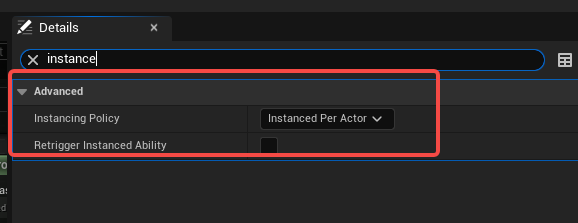 Details
instance
Advanced
Instancing Policy
Instanced Per Actor
Retrigger Instanced Ability